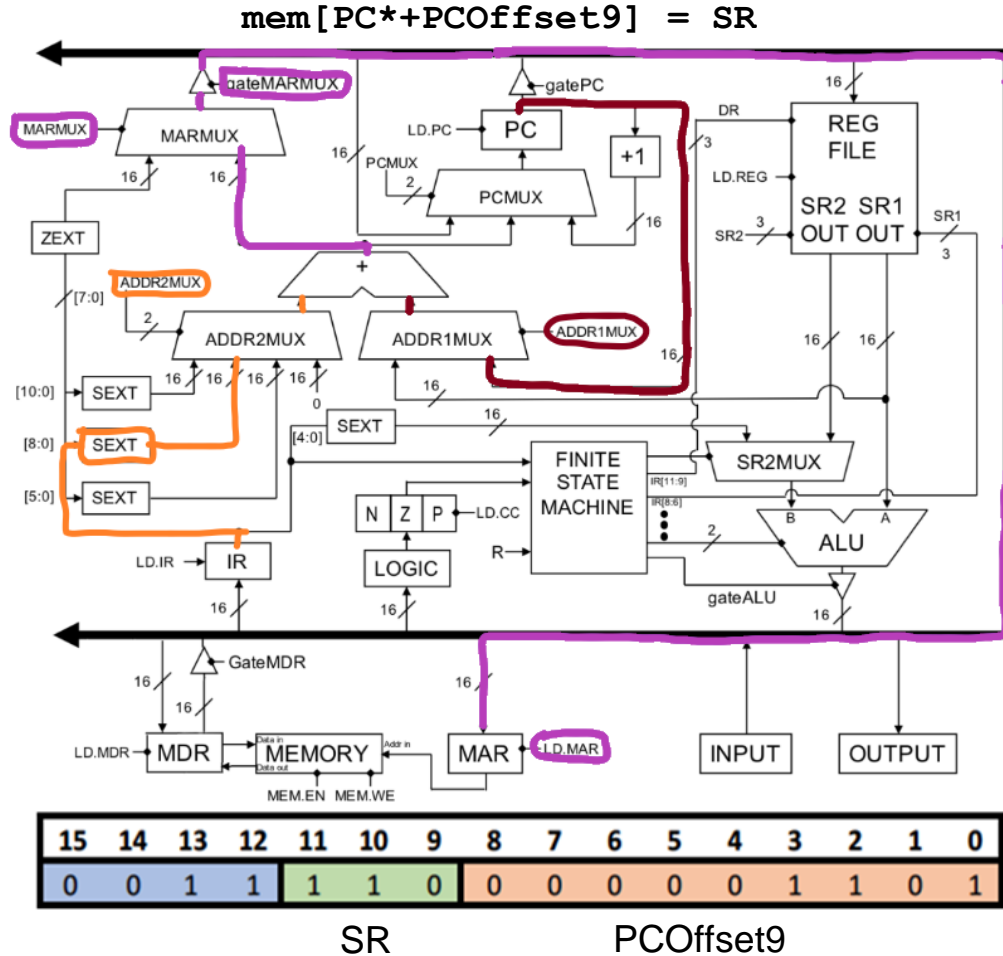 mem[PC*+PCOffset9] = SR
gateMARMUX
gatePC
16
MARMUX
MARMUX
LD.PC
PC
DR
3
REG
FILE
+1
16
PCMUX
2
PCMUX
LD.REG
16
16
16
ZEXT
SR2 SR1
OUT OUT
SR2
3
SR1
3
+
ADDR2MUX
[7:0]
2
ADDR2MUX
ADDR1MUX
ADDR1MUX
16
16
16
[10:0]
SEXT
16
16
16
16
0
16
[8:0]
SEXT
[4:0]
SEXT
16
SR2MUX
[5:0]
SEXT
FINITE
STATE
MACHINE
IR[11:9]
IR[8:6]
N Z P
LD.CC
B
A
ALU
2
LD.IR
IR
LOGIC
R
gateALU
16
16
16
GateMDR
16
16
16
LD.MDR
MDR
Data in
MEMORY
Data out
Addr in
MAR
LD.MAR
INPUT
OUTPUT
MEM.EN MEM.WE
15 14 13 12 11 10 9 8 7 6 5 4 3 2 1 0
0 0 1 1 1 1 0 0 0 0 0 0 1 1 0 1
SR PCOffset9